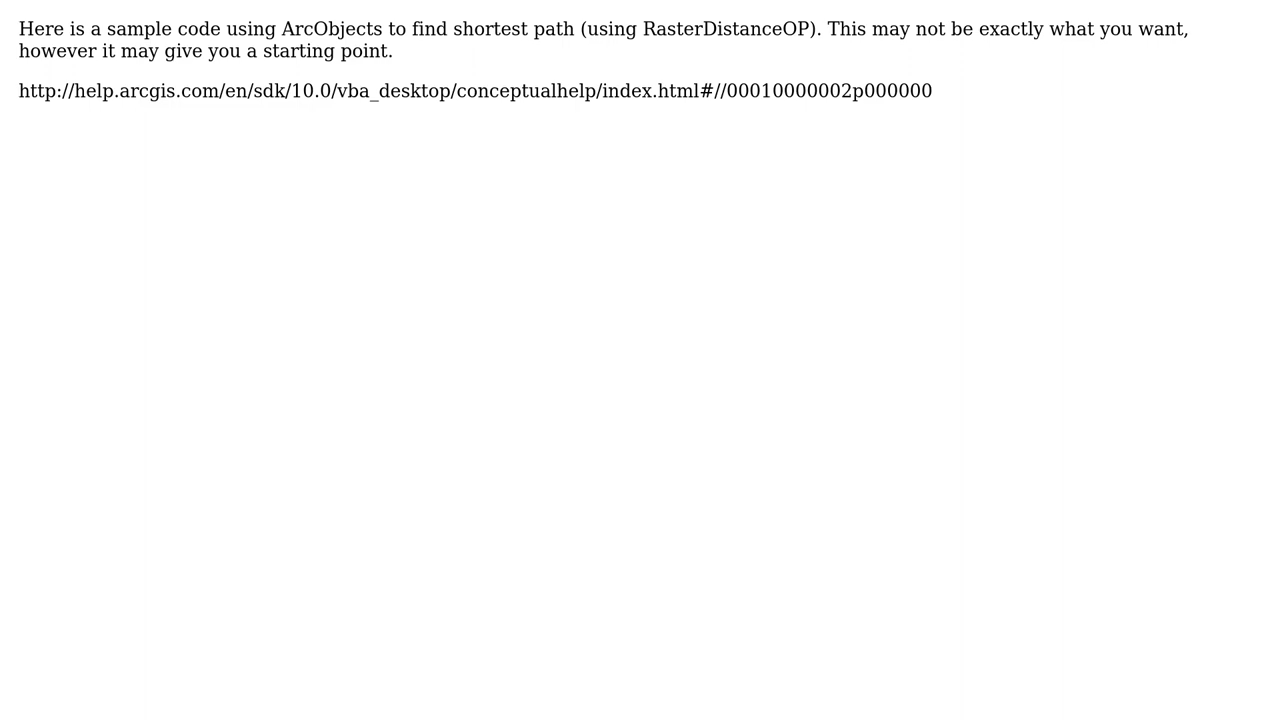 Here is a sample code using ArcObjects to find shortest path (using RasterDistanceOP). This may not be exactly what you want,
however it may give you a starting point.
http://help.arcgis.com/en/sdk/10.0/vba_desktop/conceptualhelp/index.html#//00010000002p000000